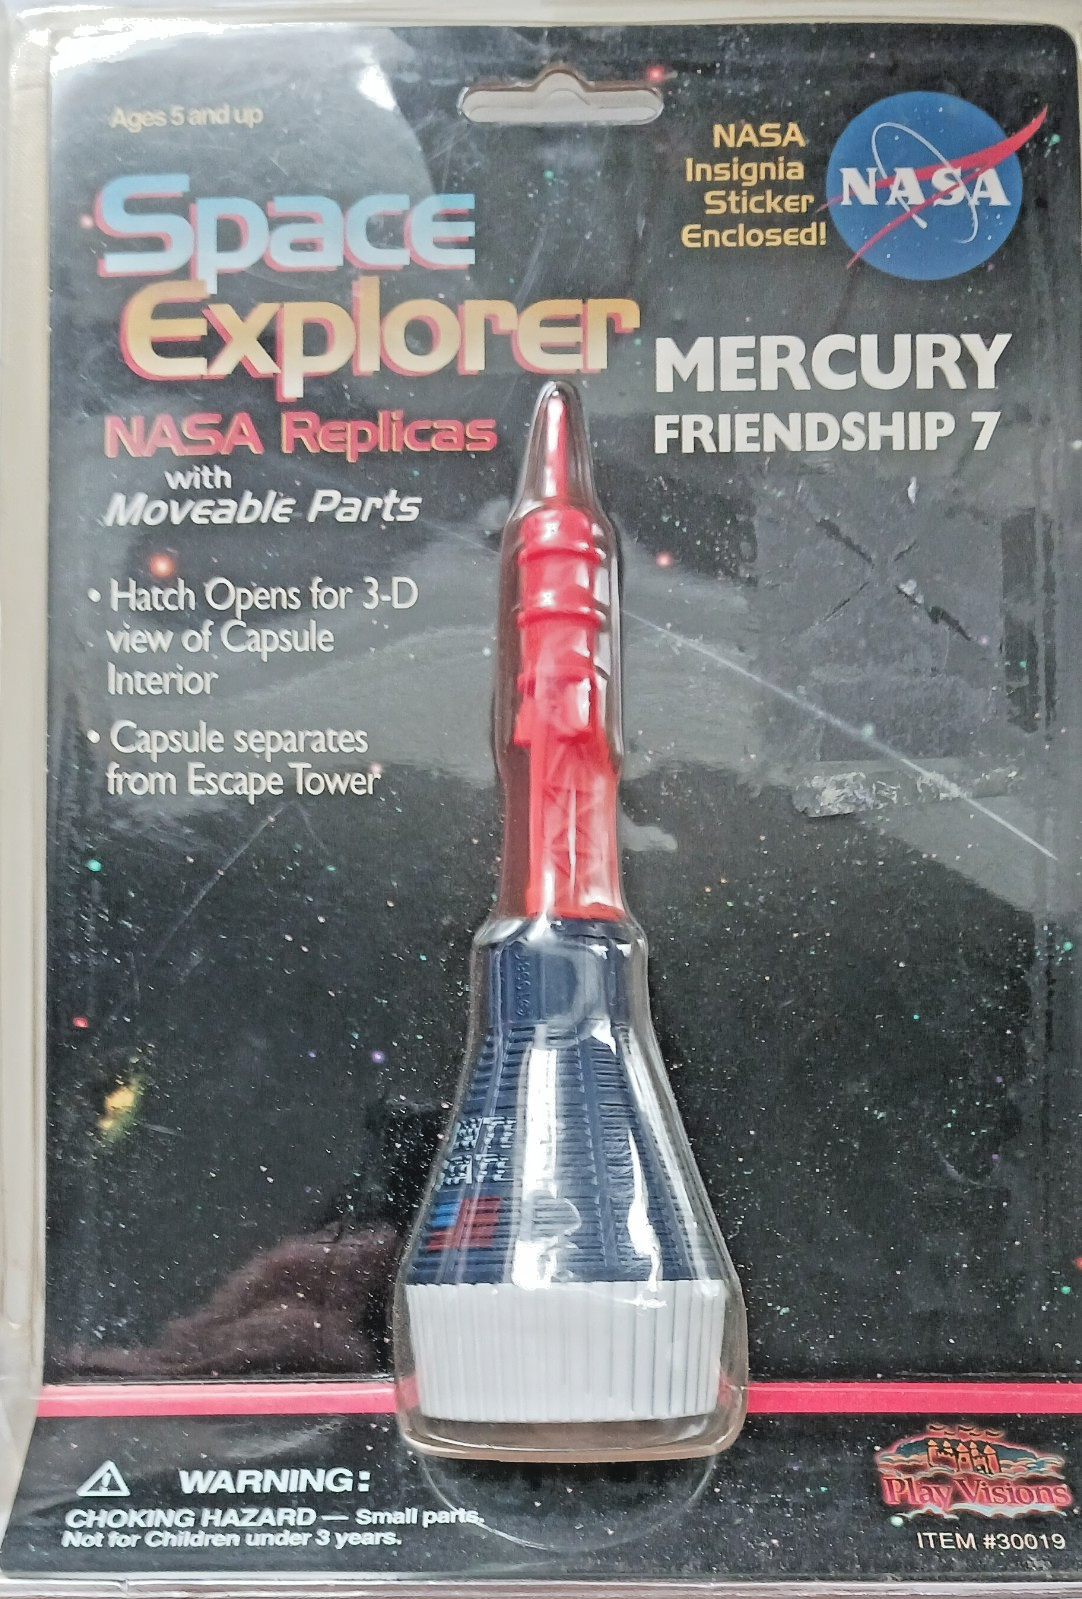 Ages 5 and up
NASA
Insignia
Sticker
Enclosed!
NASA
Space
Explorer
MERCURY
FRIENDSHIP 7
NASA Replicas
with
Moveable Parts
• Hatch Opens for 3-D
view of Capsule
Interior
• Capsule separates
from Escape Tower
WARNING:
CHOKING HAZARD — Small parts.
Not for Children under 3 years.
Play Visions
ITEM #30019